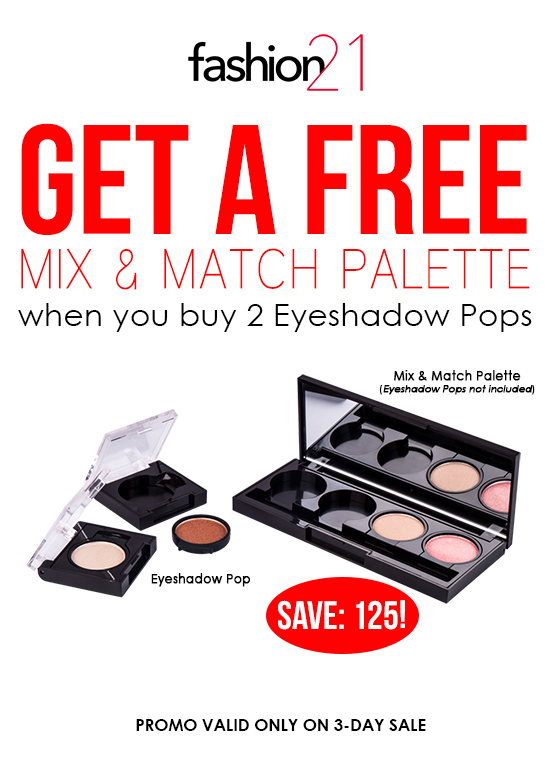 fashion21
GET A FREE
MIX & MATCH PALETTE
when you buy 2 Eyeshadow Pops
Mix & Match Palette
(Eyeshadow Pops not included)
Eyeshadow Pop
SAVE: 125!
PROMO VALID ONLY ON 3-DAY SALE